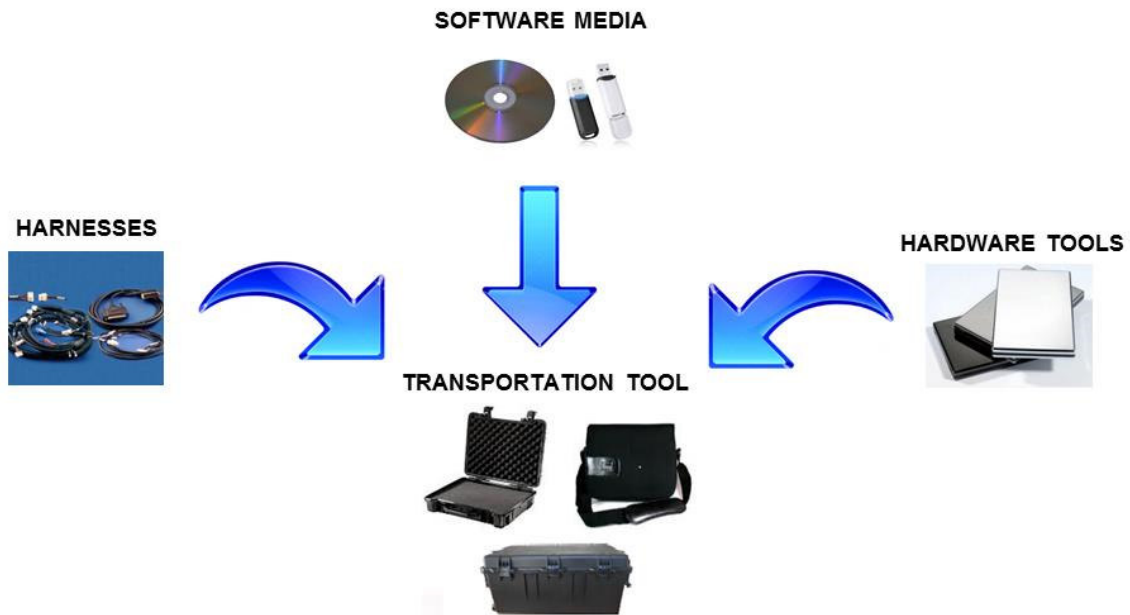 SOFTWARE MEDIA
HARNESSES
HARDWARE TOOLS
TRANSPORTATION TOOL